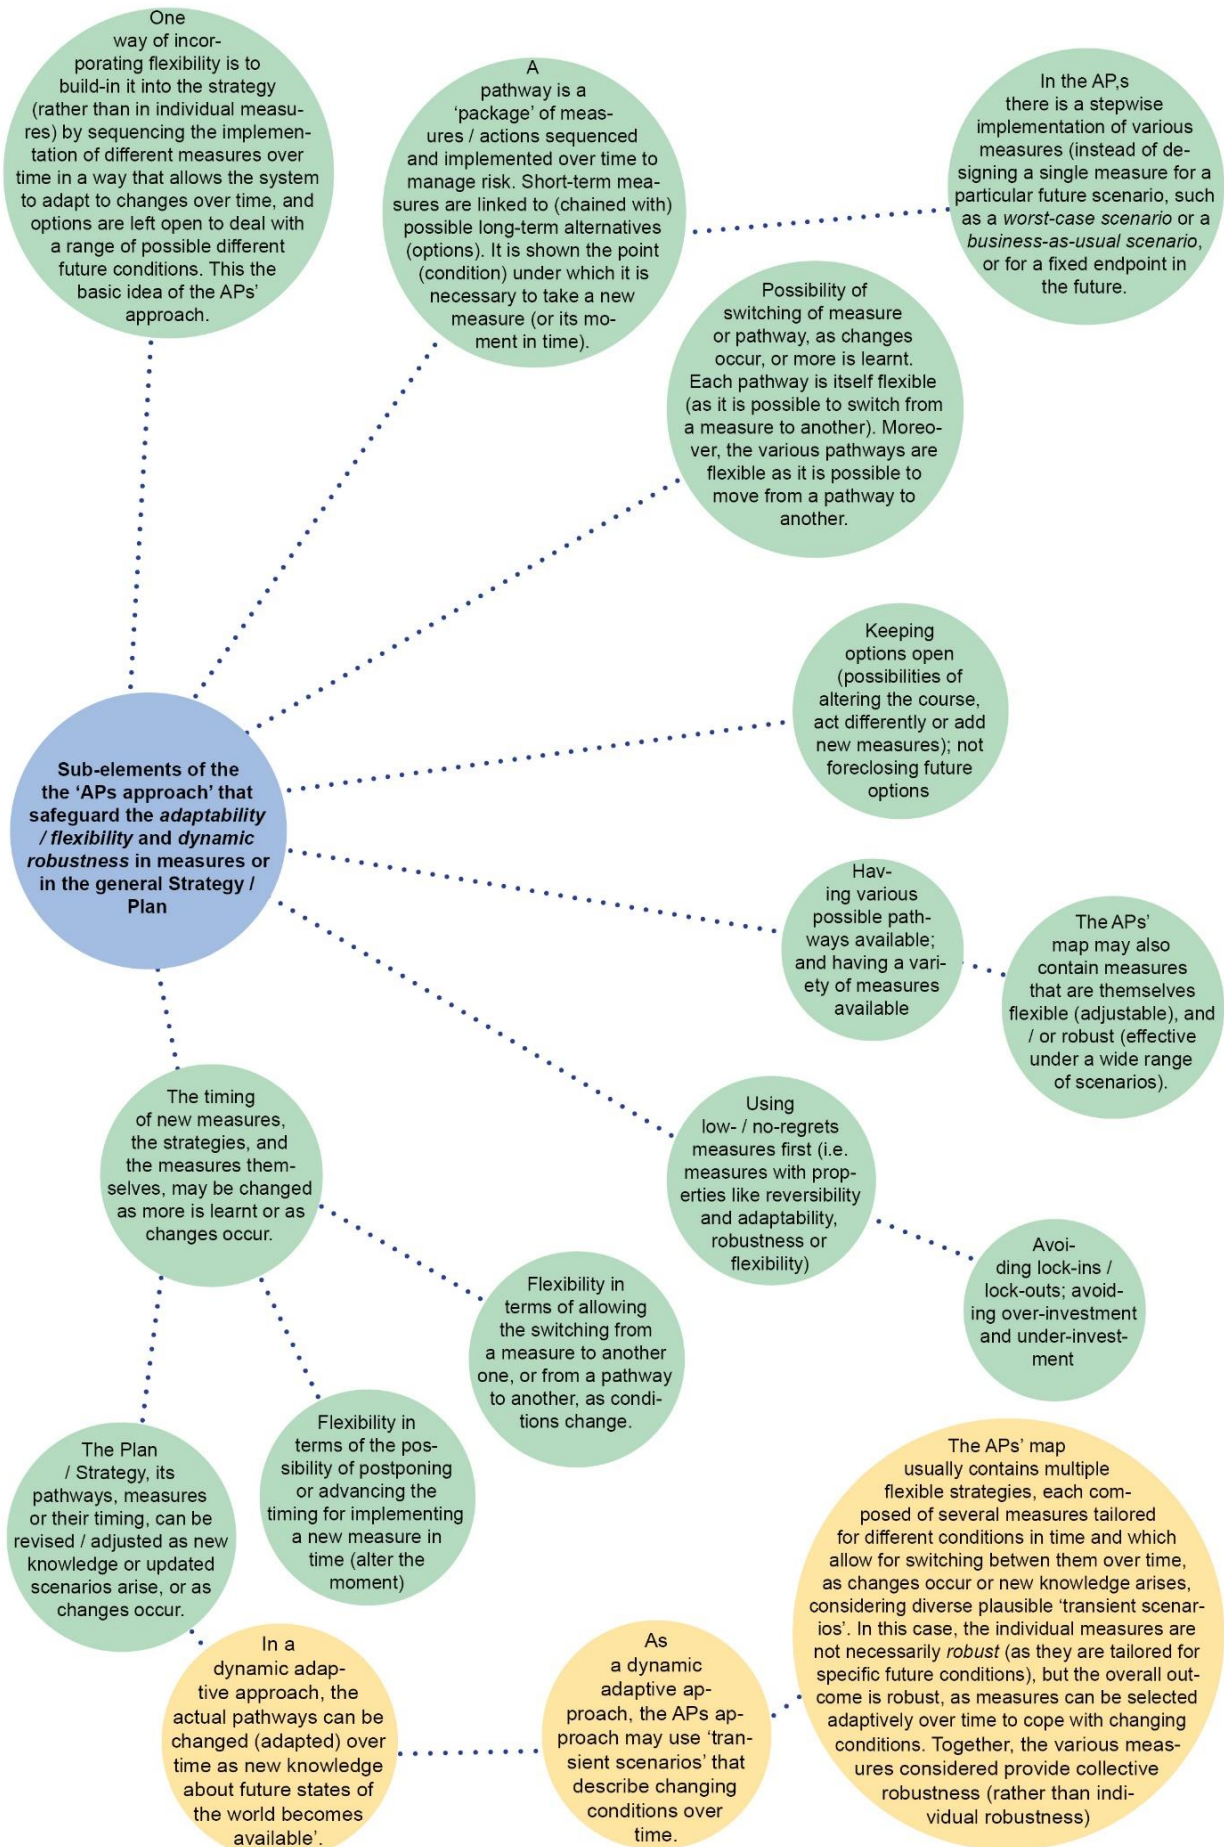 One
way of incor-
porating flexibility is to
build-in it into the strategy
(rather than in individual measu-
res) by sequencing the implemen-
tation of different measures over
time in a way that allows the system
to adapt to changes over time, and
options are left open to deal with
a range of possible different
future conditions. This the
basic idea of the APs'
approach.
A
pathway is a
‘package’ of meas-
ures / actions sequenced
and implemented over time to
manage risk. Short-term mea-
sures are linked to (chained with)
possible long-term alternatives
(options). It is shown the point
(condition) under which it is
necessary to take a new
measure (or its mo-
ment in time).
In the AP,s
there is a stepwise
implementation of various
measures (instead of de-
signing a single measure for a
particular future scenario, such
as a worst-case scenario or a
business-as-usual scenario,
or for a fixed endpoint in
the future.
Possibility of
switching of measure
or pathway, as changes
occur, or more is learnt.
Each pathway is itself flexible
(as it is possible to switch from
a measure to another). Moreo-
ver, the various pathways are
flexible as it is possible to
move from a pathway to
another.
Keeping
options open
(possibilities of
altering the course,
act differently or add
new measures); not
foreclosing future
options
Sub-elements of the
the ‘APs approach’ that
safeguard the adaptability
/ flexibility and dynamic
robustness in measures or
in the general Strategy /
Plan
Hav-
ing various
possible path-
ways available;
and having a vari-
ety of measures
available
The APs’
map may also
contain measures
that are themselves
flexible (adjustable), and
/ or robust (effective
under a wide range
of scenarios).
The timing
of new measures,
the strategies, and
the measures them-
selves, may be changed
as more is learnt or as
changes occur.
Using
low- / no-regrets
measures first (i.e.
measures with prop-
erties like reversibility
and adaptability,
robustness or
flexibility)
Avoi-
ding lock-ins /
lock-outs; avoid-
ing over-investment
and under-invest-
ment
Flexibility in
terms of allowing
the switching from
a measure to another
one, or from a pathway
to another, as condi-
tions change.
Flexibility in
terms of the pos-
sibility of postponing
or advancing the
timing for implementing
a new measure in
time (alter the
moment)
The Plan
/ Strategy, its
pathways, measures
or their timing, can be
revised / adjusted as new
knowledge or updated
scenarios arise, or as
changes occur.
In a
dynamic adap-
tive approach, the
actual pathways can be
changed (adapted) over
time as new knowledge
about future states of
the world becomes
available’.
As
a dynamic
adaptive ap-
proach, the APs ap-
proach may use ‘tran-
sient scenarios’ that
describe changing
conditions over
time.
The APs’ map
usually contains multiple
flexible strategies, each com-
posed of several measures tailored
for different conditions in time and which
allow for switching betwen them over time,
as changes occur or new knowledge arises,
considering diverse plausible ‘transient scenar-
ios’. In this case, the individual measures are
not necessarily robust (as they are tailored for
specific future conditions), but the overall out-
come is robust, as measures can be selected
adaptively over time to cope with changing
conditions. Together, the various meas-
ures considered provide collective
robustness (rather than indi-
vidual robustness)